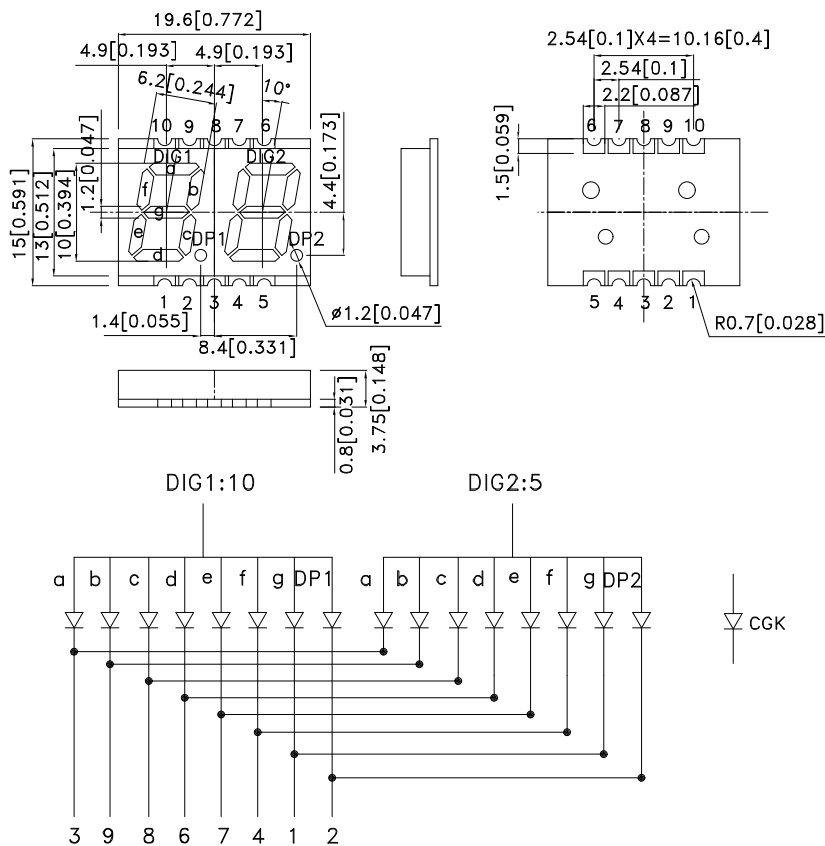 19.6[0.772]
4.9[0.193] 4.9[0.193]
6.2[0.244]
10°
10 9 8 7 6
DIG1 DIG2
a
f b
g
e c
d
DP1 DP2
1 2 3 4 5
15[0.591]
13[0.512]
10[0.394]
1.2[0.047]
4.4[0.173]
ø1.2[0.047]
1.4[0.055]
8.4[0.331]
2.54[0.1]X4=10.16[0.4]
2.54[0.1]
2.2[0.087]
6 7 8 9 10
1.5[0.059]
5 4 3 2 1
R0.7[0.028]
0.8[0.031]
3.75[0.148]
DIG1:10 DIG2:5
a b c d e f g DP1 a b c d e f g DP2
CGK
3 9 8 6 7 4 1 2